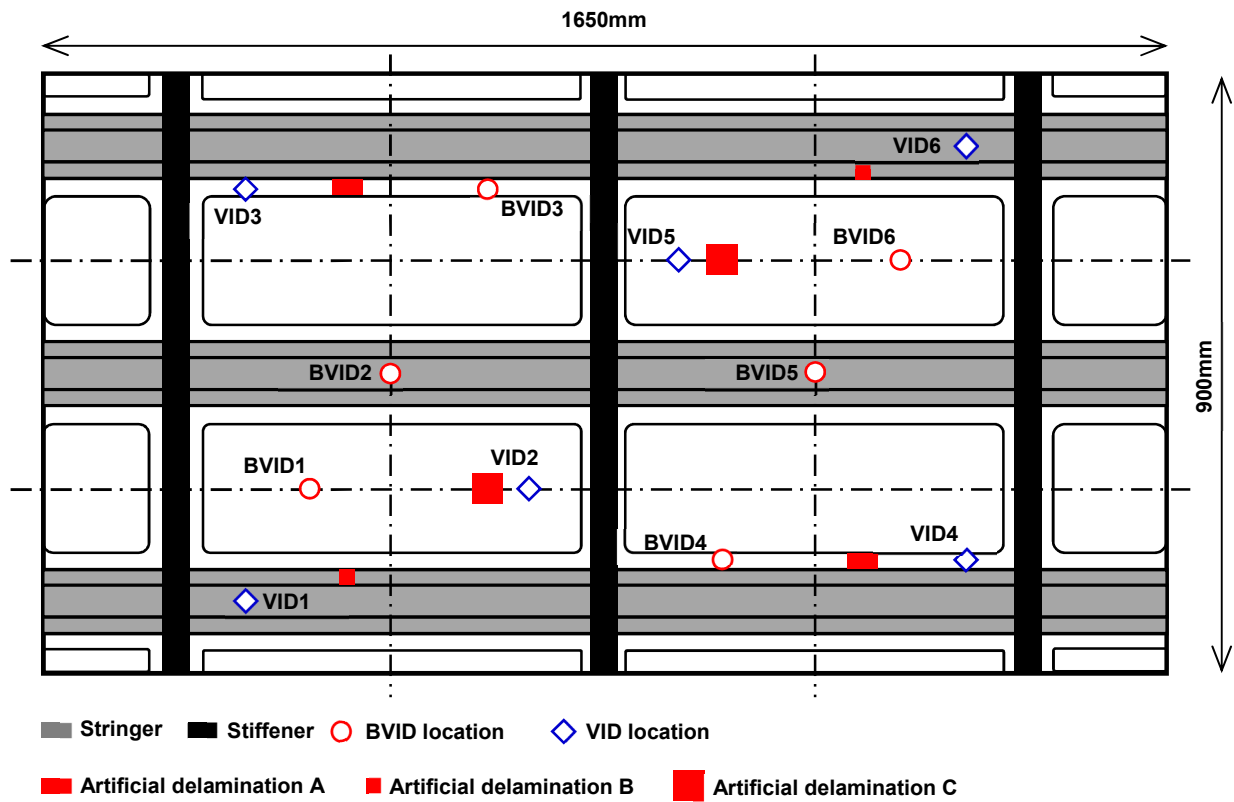 1650mm
VID6
VID3
BVID3
VID5
BVID6
900mm
BVID2
BVID5
BVID1
VID2
BVID4
VID4
VID1
Stringer
Stiffener
BVID location
VID location
Artificial delamination A
Artificial delamination B
Artificial delamination C